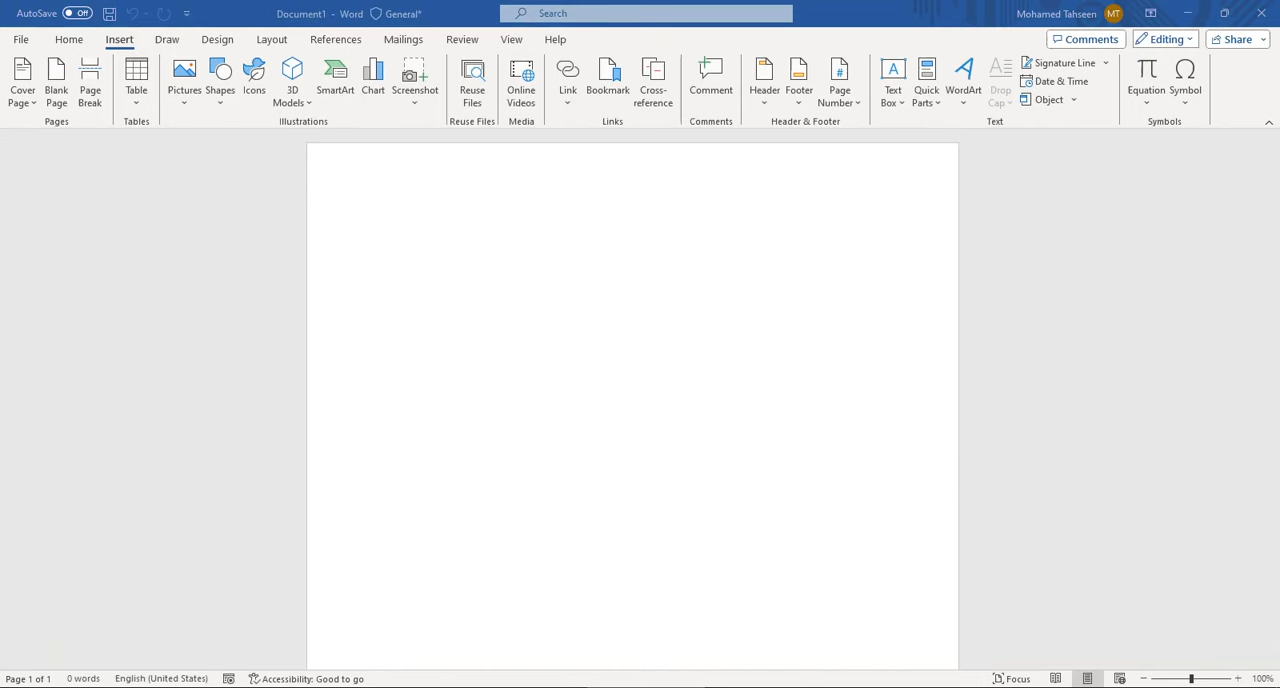 AutoSave Off Document1 - Word General* Search Mohamed Tahseen MT
File Home Insert Draw Design Layout References Mailings Review View Help Comments Editing Share
Cover Page Blank Page Page Break Table Pictures Shapes Icons 3D Models SmartArt Chart Screenshot Reuse Files Online Videos Link Bookmark Cross-reference Comment Header Footer Page Number Text Box Quick Parts WordArt Drop Cap Signature Line Date & Time Object Equation Symbol
Pages Tables Illustrations Reuse Files Media Links Comments Header & Footer Text Symbols
Page 1 of 1 0 words English (United States) Accessibility: Good to go Focus 100%